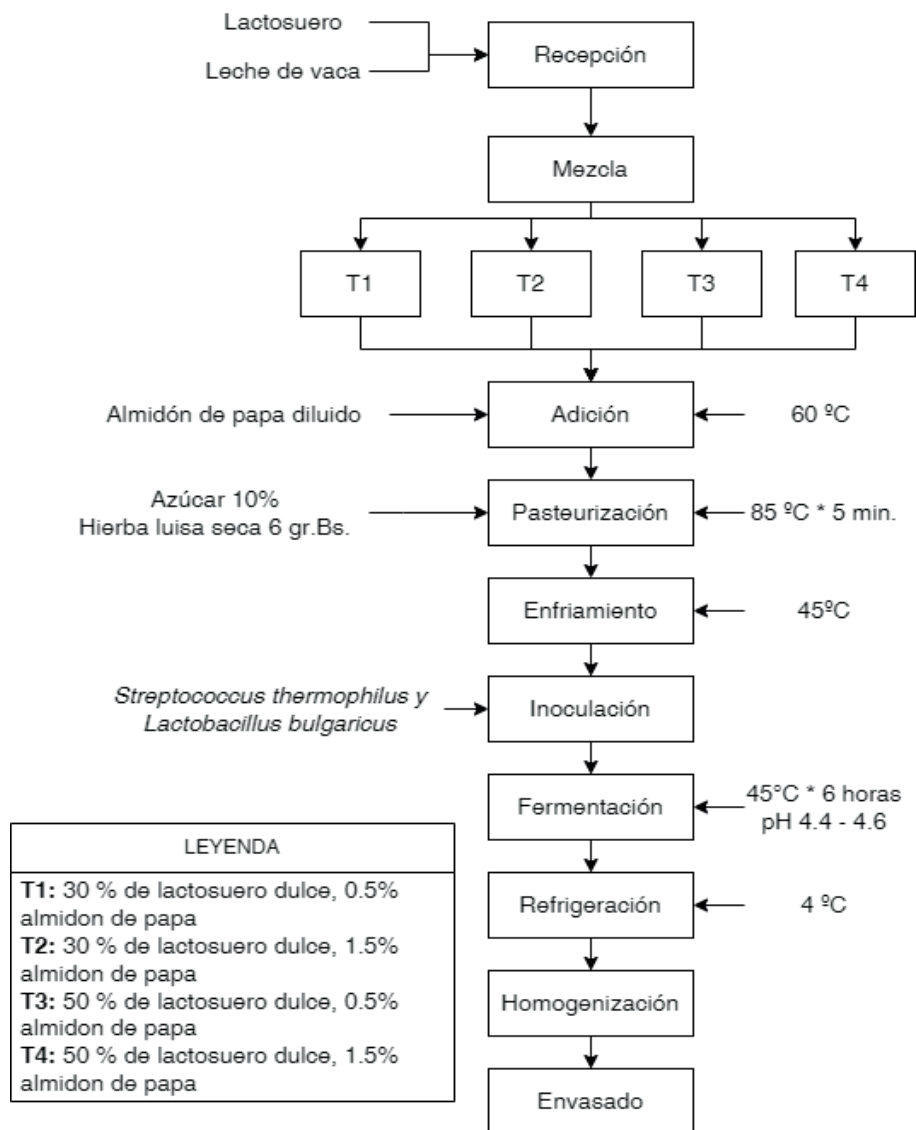 Lactosuero
Leche de vaca
Recepción
Mezcla
T1
T2
T3
T4
Almidón de papa diluido
Adición
60 ºC
Azúcar 10%
Hierba luisa seca 6 gr.Bs.
Pasteurización
85 ºC * 5 min.
Enfriamiento
45ºC
Streptococcus thermophilus y
Lactobacillus bulgaricus
Inoculación
Fermentación
45°C * 6 horas
pH 4.4 - 4.6
Refrigeración
4 ºC
Homogenización
Envasado
LEYENDA
T1: 30 % de lactosuero dulce, 0.5%
almidon de papa
T2: 30 % de lactosuero dulce, 1.5%
almidon de papa
T3: 50 % de lactosuero dulce, 0.5%
almidon de papa
T4: 50 % de lactosuero dulce, 1.5%
almidon de papa